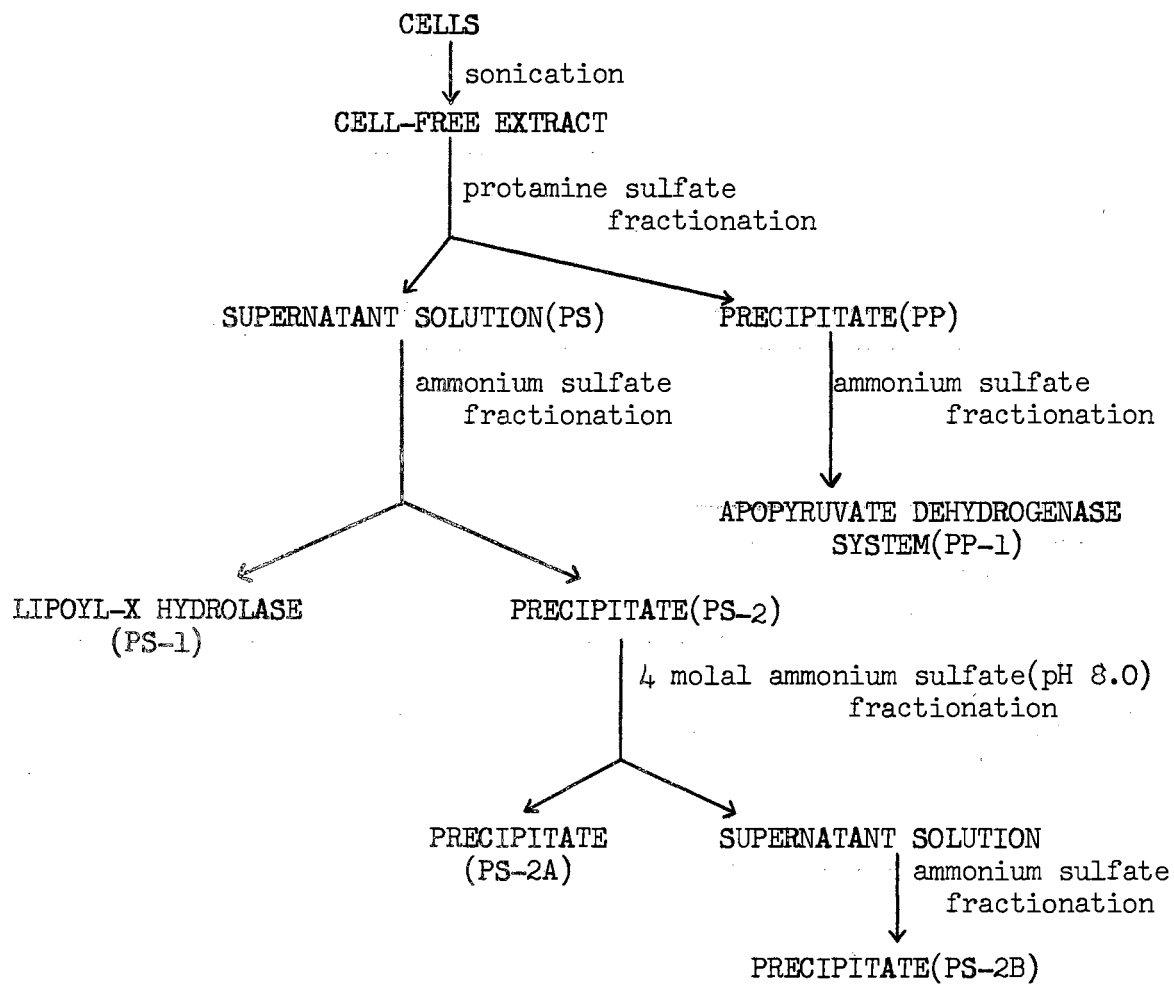 CELLS
sonication
CELL-FREE EXTRACT
protamine sulfate
fractionation
SUPERNATANT SOLUTION(PS)
PRECIPITATE(PP)
ammonium sulfate
fractionation
ammonium sulfate
fractionation
APOPYRUVATE DEHYDROGENASE
SYSTEM(PP-1)
LIPOYL-X HYDROLASE
(PS-1)
PRECIPITATE(PS-2)
4 molal ammonium sulfate(pH 8.0)
fractionation
PRECIPITATE
(PS-2A)
SUPERNATANT SOLUTION
ammonium sulfate
fractionation
PRECIPITATE(PS-2B)